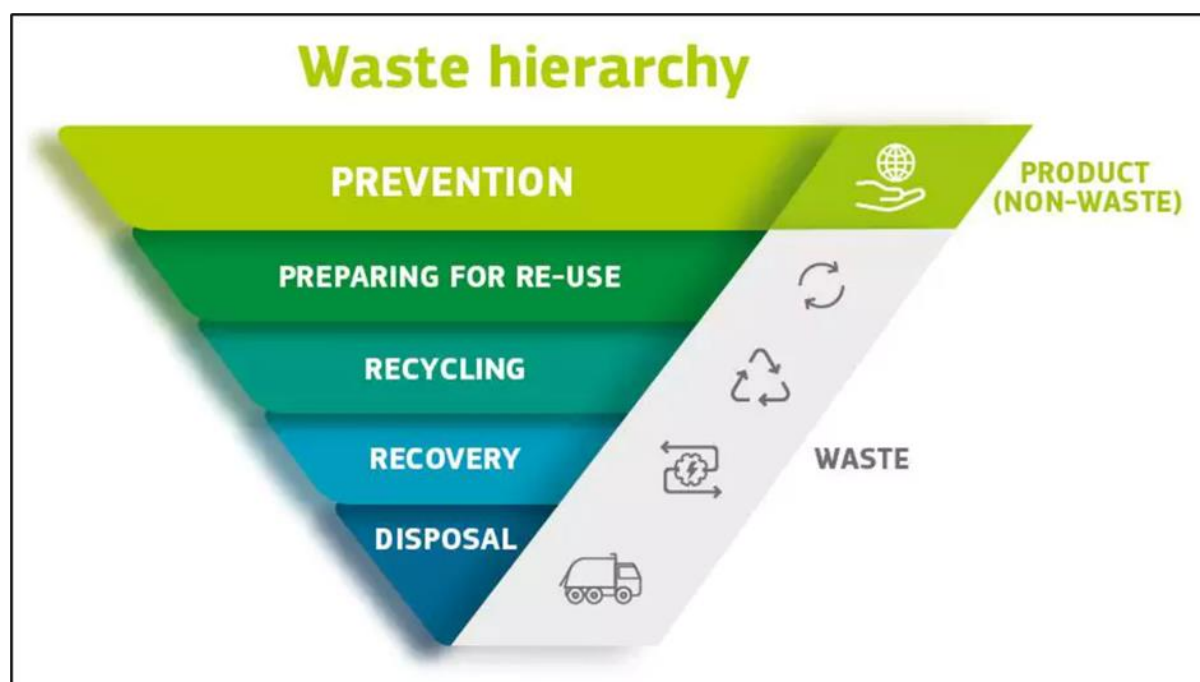 Waste hierarchy
PREVENTION
PRODUCT
(NON-WASTE)
PREPARING FOR RE-USE
RECYCLING
RECOVERY
WASTE
DISPOSAL